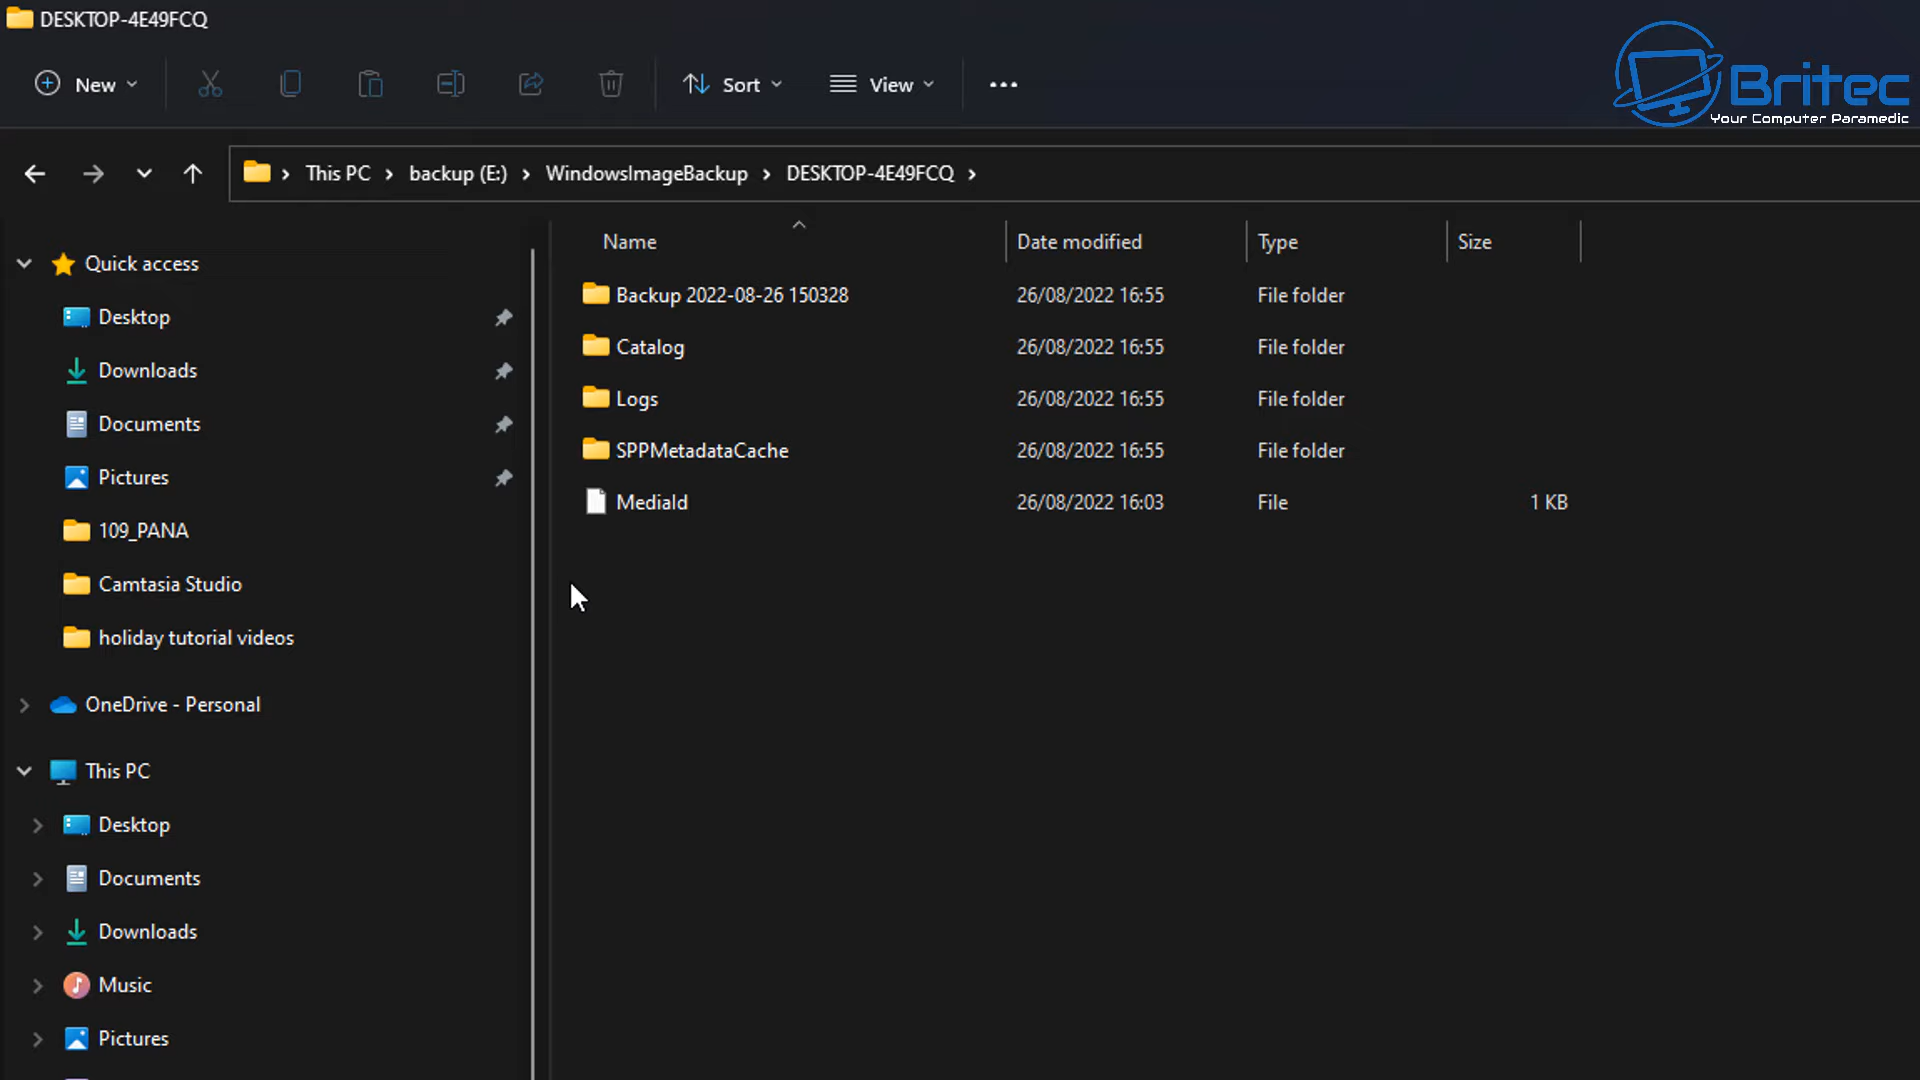 DESKTOP-4E49FCQ
New
Sort
View
Britec
Your Computer Paramedic
This PC
backup (E:)
WindowsImageBackup
DESKTOP-4E49FCQ
Quick access
Desktop
Downloads
Documents
Pictures
109_PANA
Camtasia Studio
holiday tutorial videos
OneDrive - Personal
This PC
Desktop
Documents
Downloads
Music
Pictures
Name Date modified Type Size
Backup 2022-08-26 150328 26/08/2022 16:55 File folder
Catalog 26/08/2022 16:55 File folder
Logs 26/08/2022 16:55 File folder
SPPMetadataCache 26/08/2022 16:55 File folder
MediaId 26/08/2022 16:03 File 1 KB